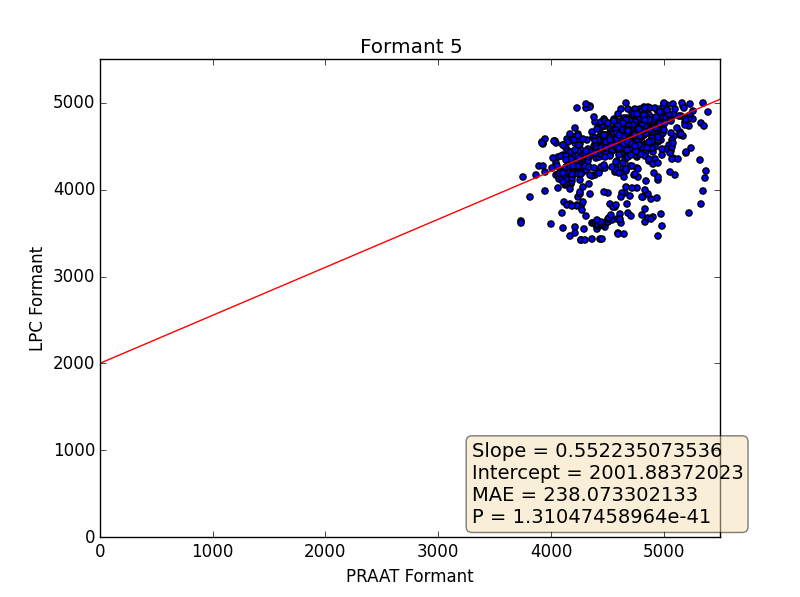 Formant 5
5000
4000
3000
2000
1000
0
LPC Formant
Slope = 0.552235073536
Intercept = 2001.88372023
MAE = 238.073302133
P = 1.31047458964e-41
0 1000 2000 3000 4000 5000
PRAAT Formant